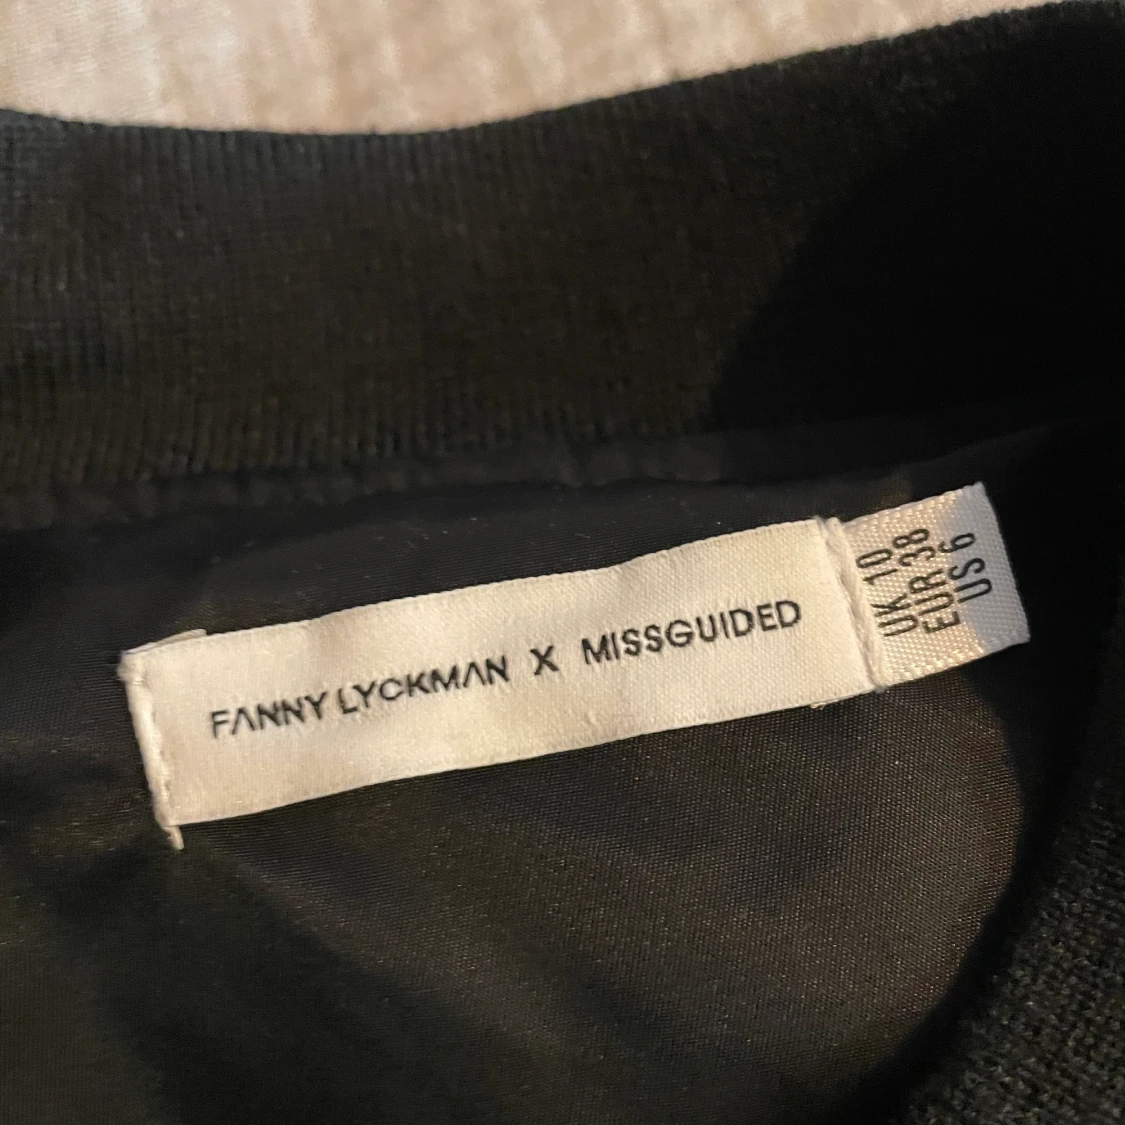 FANNY LYCKMAN X MISSGUIDED
UK 10
EUR 38
US 6